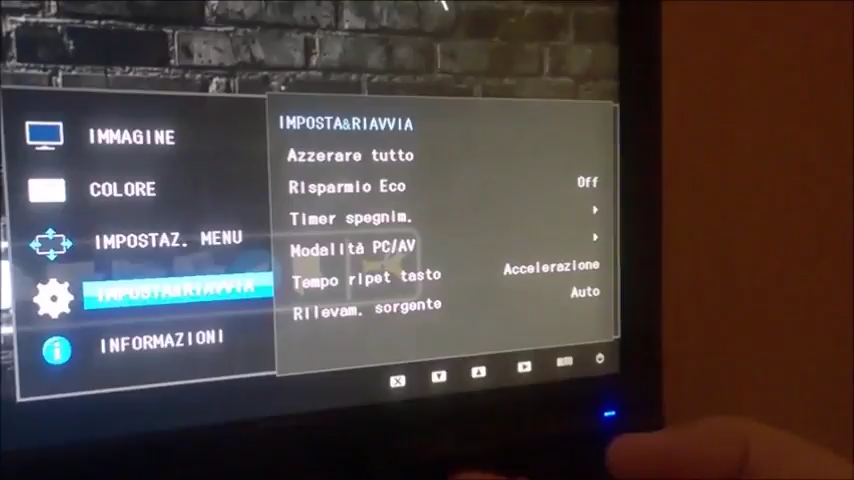 IMMAGINE
COLORE
IMPOSTAZ. MENU
IMPOSTA&RIAVVIA
INFORMAZIONI
IMPOSTA&RIAVVIA
Azzerare tutto
Risparmio Eco Off
Timer spegnim.
Modalità PC/AV
Tempo ripet tasto Accelerazione
Rilevam. sorgente Auto